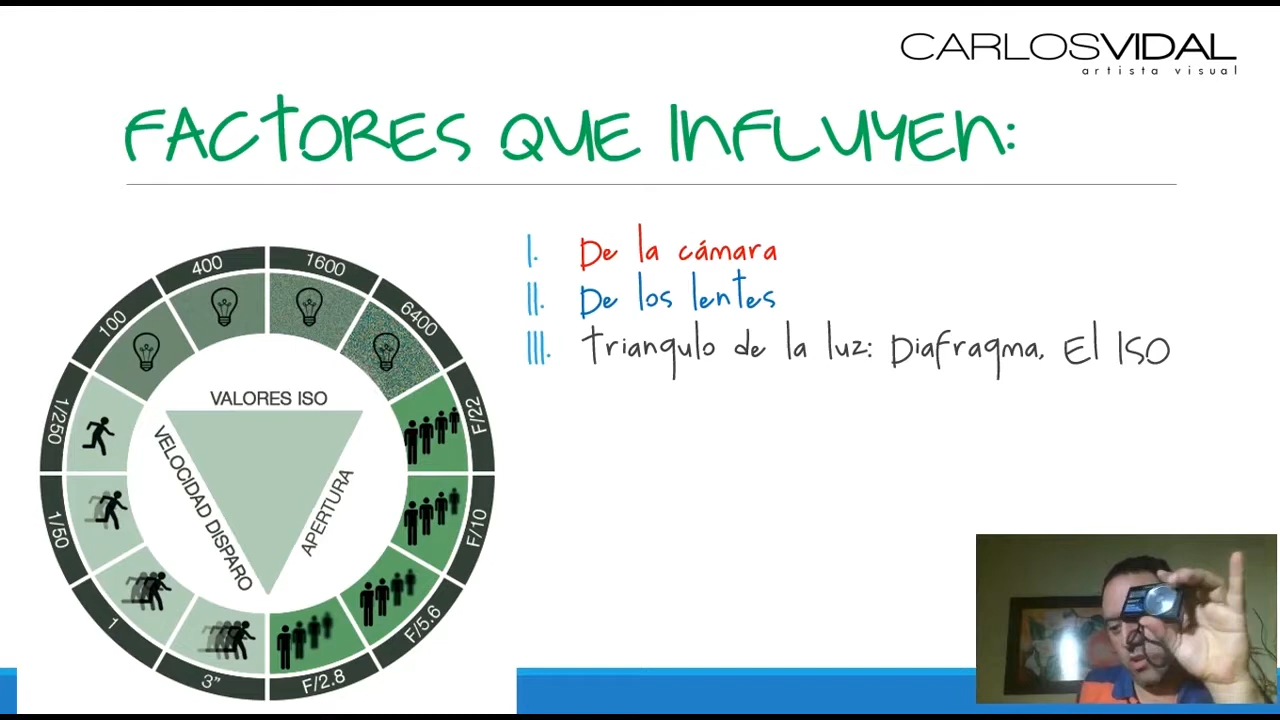 CARLOSVIDAL
artista visual
FACTORES QUE INFLUYEN:
I. De la cámara
II. De los lentes
III. Triangulo de la luz: Diafragma, El ISO
100
400
1600
6400
F/22
F/10
F/5.6
F/2.8
3"
1
1/50
1/250
VALORES ISO
VELOCIDAD DISPARO
APERTURA